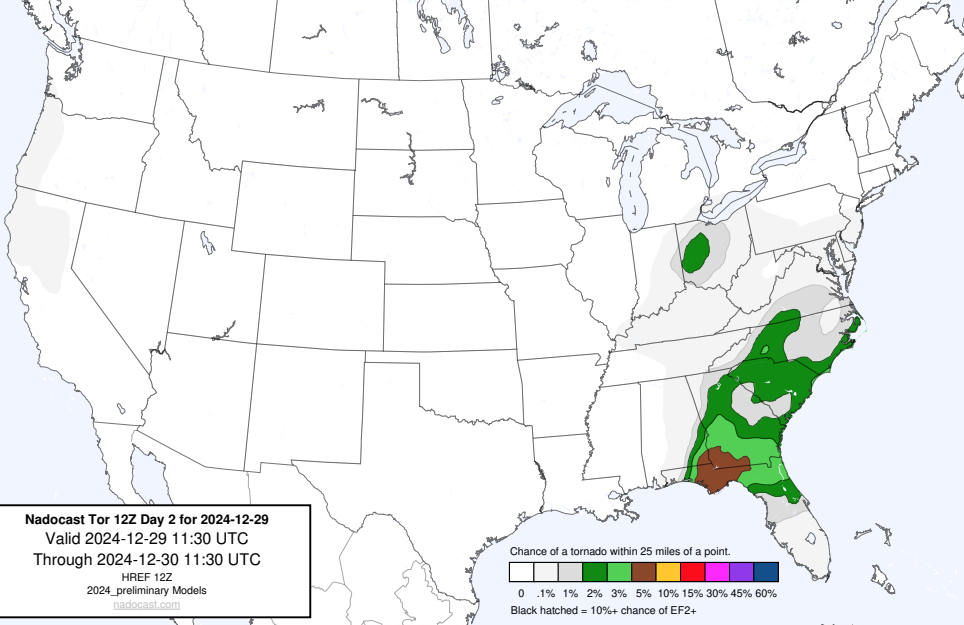 Nadocast Tor 12Z Day 2 for 2024-12-29
Valid 2024-12-29 11:30 UTC
Through 2024-12-30 11:30 UTC
HREF 12Z
2024_preliminary Models
nadocast.com
Chance of a tornado within 25 miles of a point.
0 .1% 1% 2% 3% 5% 10% 15% 30% 45% 60%
Black hatched = 10%+ chance of EF2+